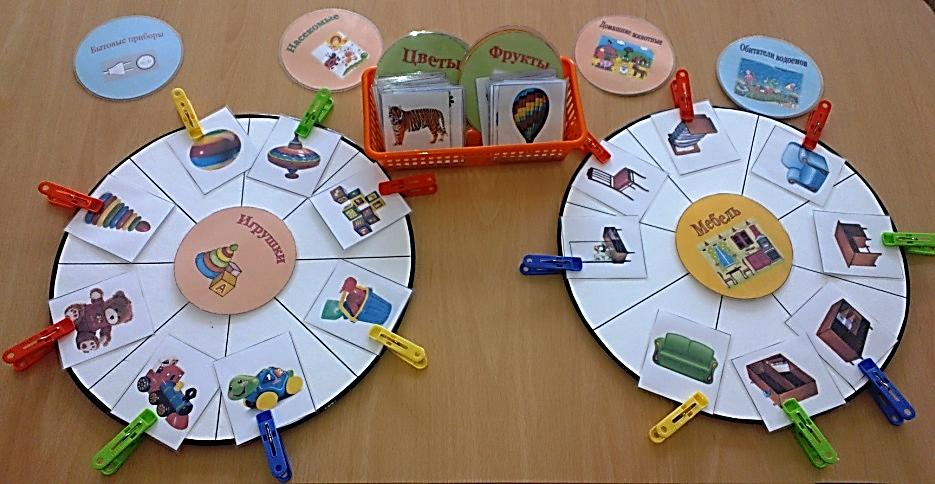 Бытовые приборы
Насекомые
Цветы
Фрукты
Домашние животные
Обитатели водоемов
Игрушки
A
Мебель